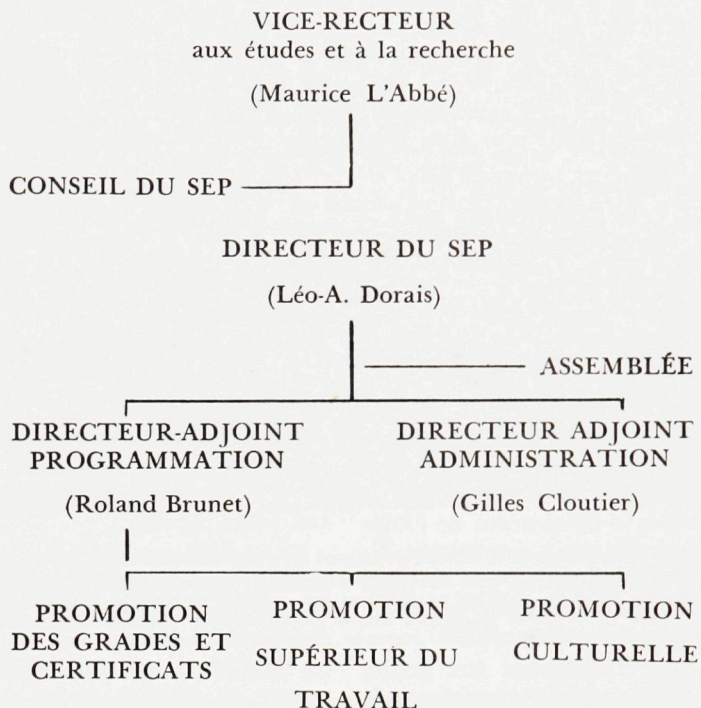 VICE-RECTEUR
aux études et à la recherche
(Maurice L'Abbé)
CONSEIL DU SEP
DIRECTEUR DU SEP
(Léo-A. Dorais)
ASSEMBLÉE
DIRECTEUR-ADJOINT
PROGRAMMATION
(Roland Brunet)
DIRECTEUR ADJOINT
ADMINISTRATION
(Gilles Cloutier)
PROMOTION
DES GRADES ET
CERTIFICATS
PROMOTION
SUPÉRIEUR DU
TRAVAIL
PROMOTION
CULTURELLE